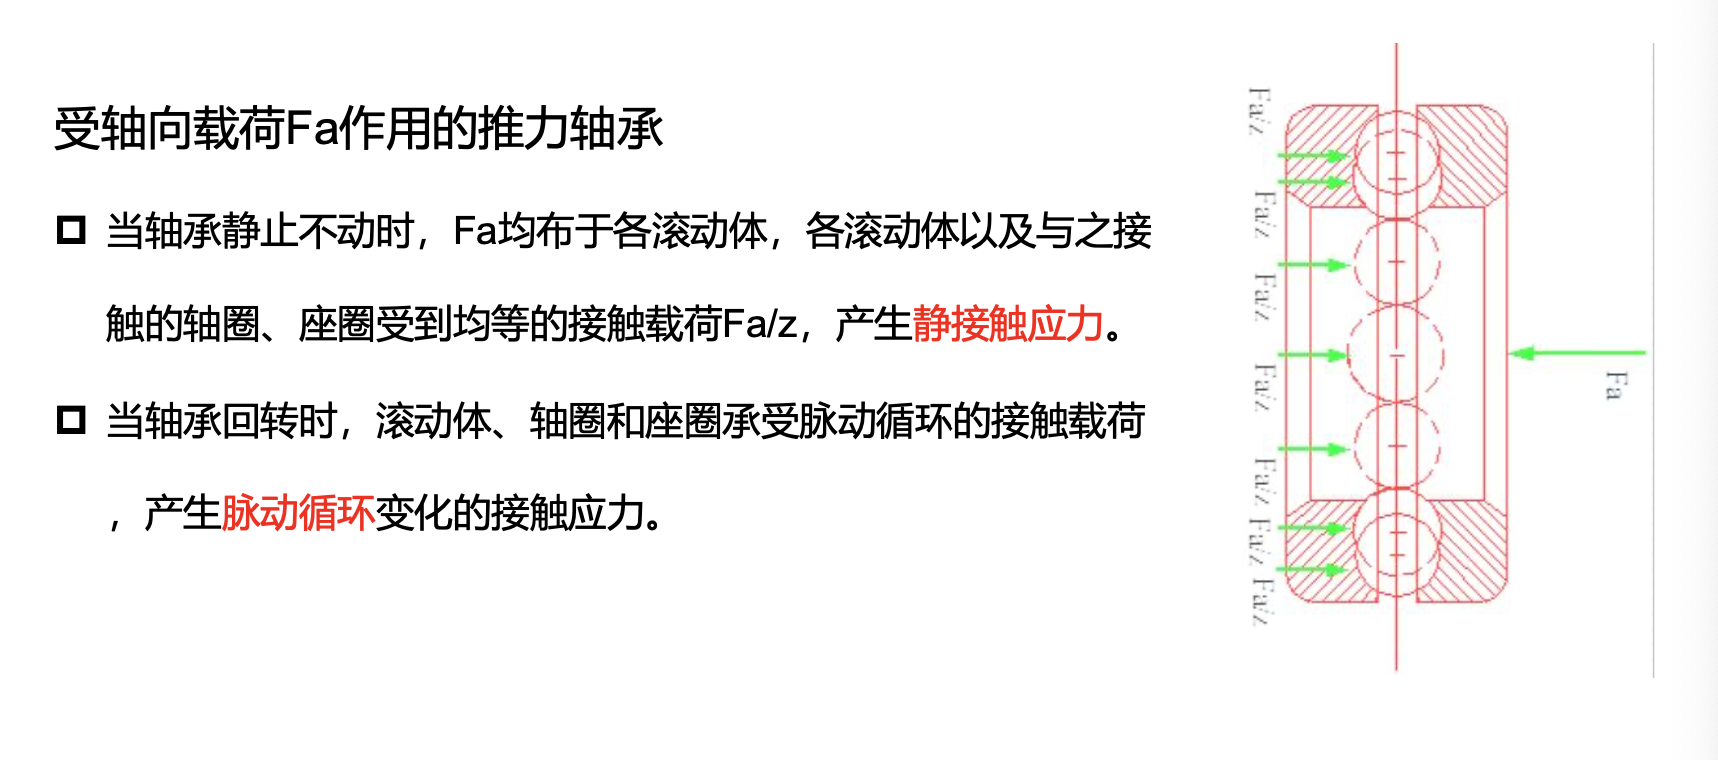 受轴向载荷Fa作用的推力轴承
当轴承静止不动时，Fa均布于各滚动体，各滚动体以及与之接
触的轴圈、座圈受到均等的接触载荷Fa/z，产生静接触应力。
当轴承回转时，滚动体、轴圈和座圈承受脉动循环的接触载荷
，产生脉动循环变化的接触应力。
Fa/z
Fa/z
Fa/z
Fa/z
Fa/z
Fa/z
Fa/z
Fa